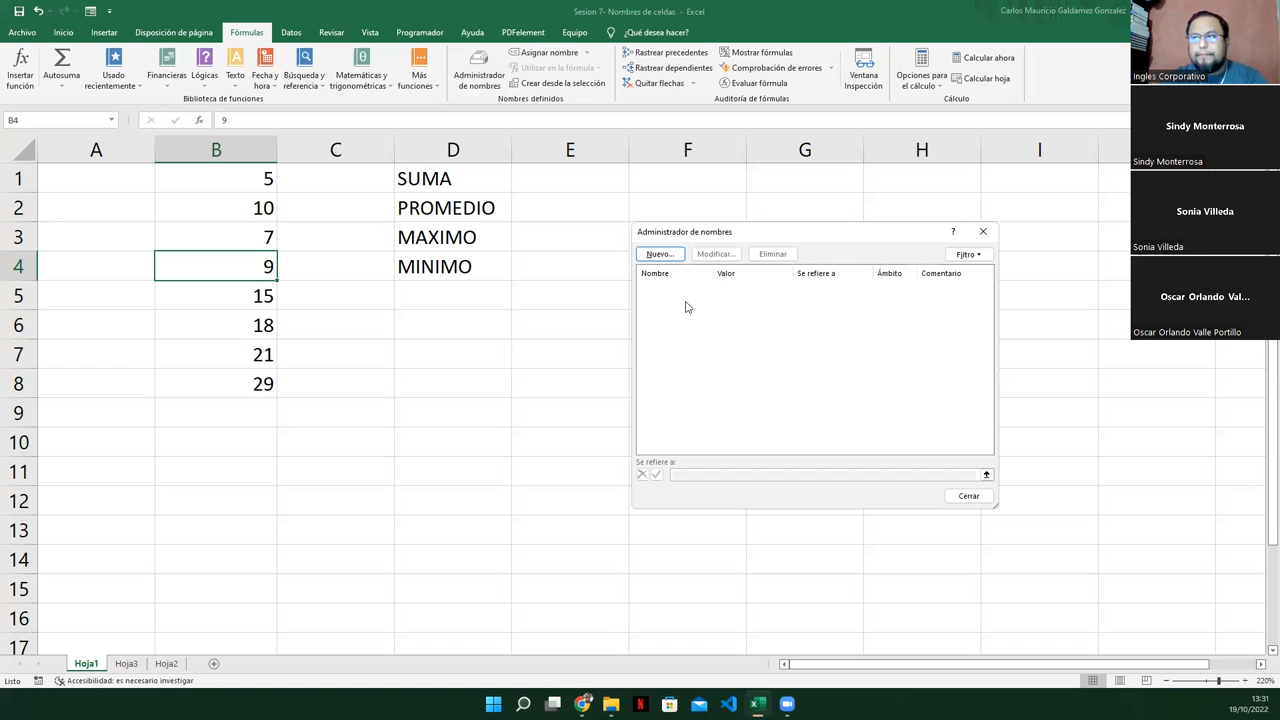 Sesion 7- Nombres de celdas - Excel
Carlos Mauricio Galdamez Gonzalez
Archivo Inicio Insertar Disposición de página Fórmulas Datos Revisar Vista Programador Ayuda PDFelement Equipo ¿Qué desea hacer?
Insertar función
Autosuma
Usado recientemente
Financieras
Lógicas
Texto
Fecha y hora
Búsqueda y referencia
Matemáticas y trigonométricas
Más funciones
Biblioteca de funciones
Administrador de nombres
Asignar nombre
Utilizar en la fórmula
Crear desde la selección
Nombres definidos
Rastrear precedentes
Rastrear dependientes
Quitar flechas
Mostrar fórmulas
Comprobación de errores
Evaluar fórmula
Auditoría de fórmulas
Ventana Inspección
Opciones para el cálculo
Calcular ahora
Calcular hoja
Cálculo
B4 fx 9
A B C D E F G H I
1 5 SUMA
2 10 PROMEDIO
3 7 MAXIMO
4 9 MINIMO
5 15
6 18
7 21
8 29
9
10
11
12
13
14
15
16
17
Administrador de nombres ?
Nuevo... Modificar... Eliminar Filtro
Nombre Valor Se refiere a Ámbito Comentario
Se refiere a:
Cerrar
Ingles Corporativo
Sindy Monterrosa
Sindy Monterrosa
Sonia Villeda
Sonia Villeda
Oscar Orlando Val...
Oscar Orlando Valle Portillo
Hoja1 Hoja3 Hoja2
Listo Accesibilidad: es necesario investigar 220%
13:31
19/10/2022